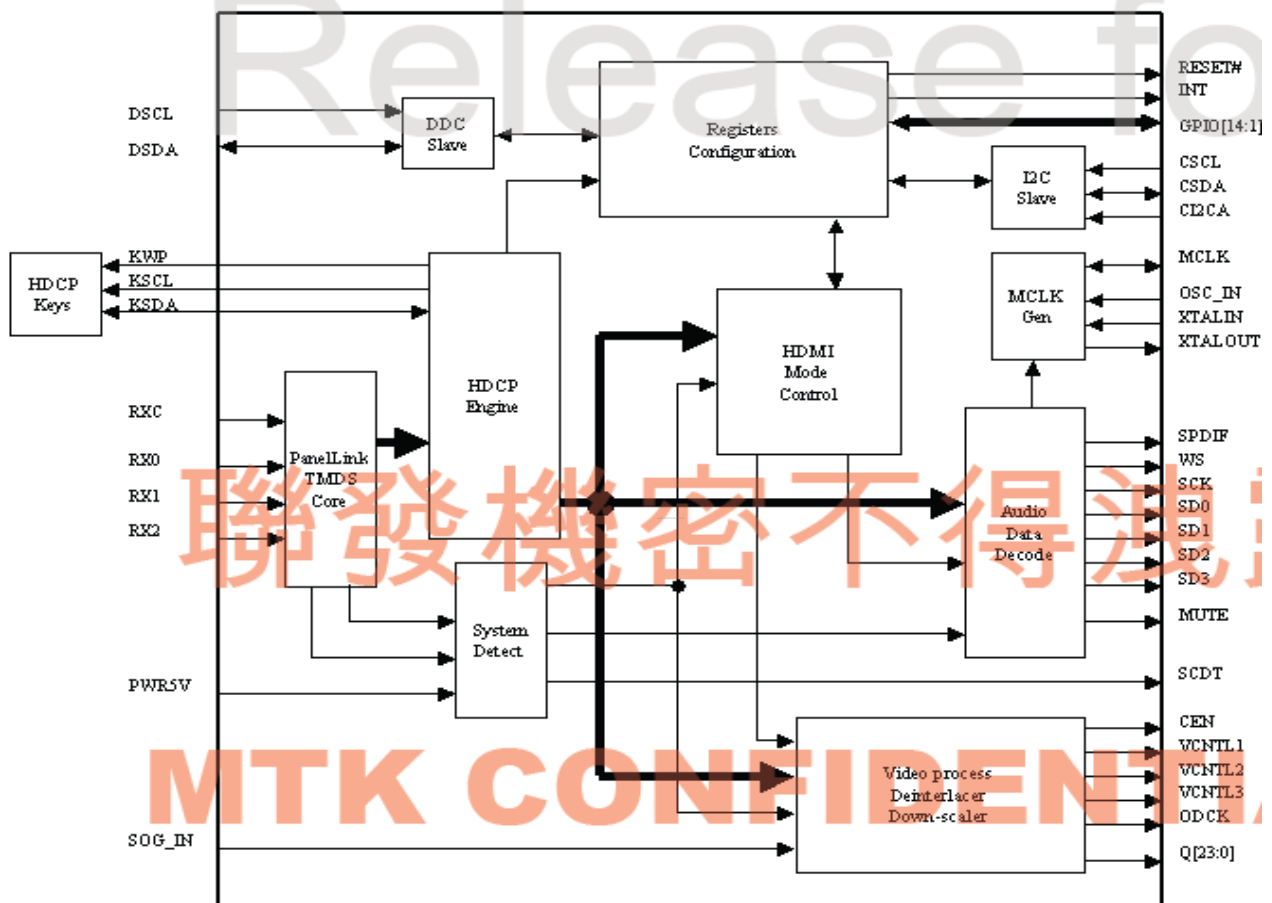 Release fo
RESET#
INT
GPIO[14:1]
DSCL
DSDA
DDC
Slave
Registers
Configuration
CSCL
CSDA
CI2CA
I2C
Slave
HDCP
Keys
KWP
KSCL
KSDA
MCLK
OSC_IN
XTALIN
XTALOUT
MCLK
Gen
HDMI
Mode
Control
HDCP
Engine
RXC
RX0
RX1
RX2
PanelLink
TMDS
Core
SPDIF
WS
SCK
SD0
SD1
SD2
SD3
MUTE
Audio
Data
Decode
聯發機密不得洩
System
Detect
PWR5V
SCDT
CEN
VCNTL1
VCNTL2
VCNTL3
ODCK
Q[23:0]
Video process
Deinterlacer
Down-scaler
MTK CONFIDENTIA
SOG_IN